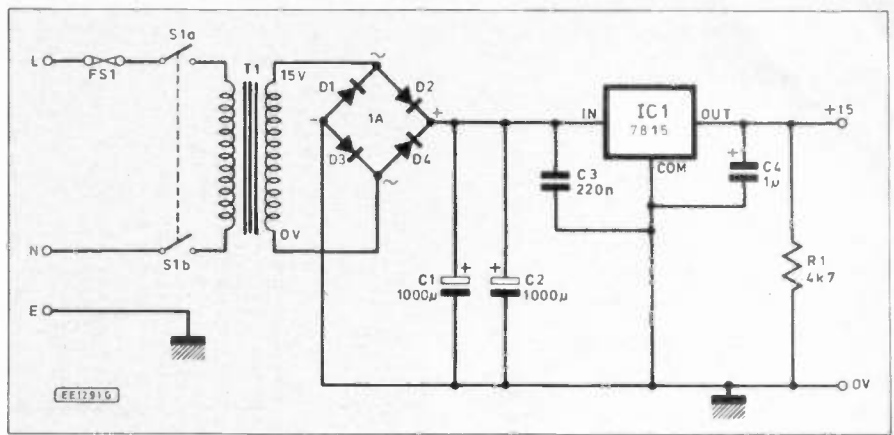 L
FS1
S1a
T1
15V
0V
N
S1b
E
~
D1
D2
1A
-
+
D3
D4
~
+
C1
1000µ
+
C2
1000µ
C3
220n
IN
IC1
7815
OUT
COM
+
C4
1µ
+15
R1
4k7
0V
EE1291G